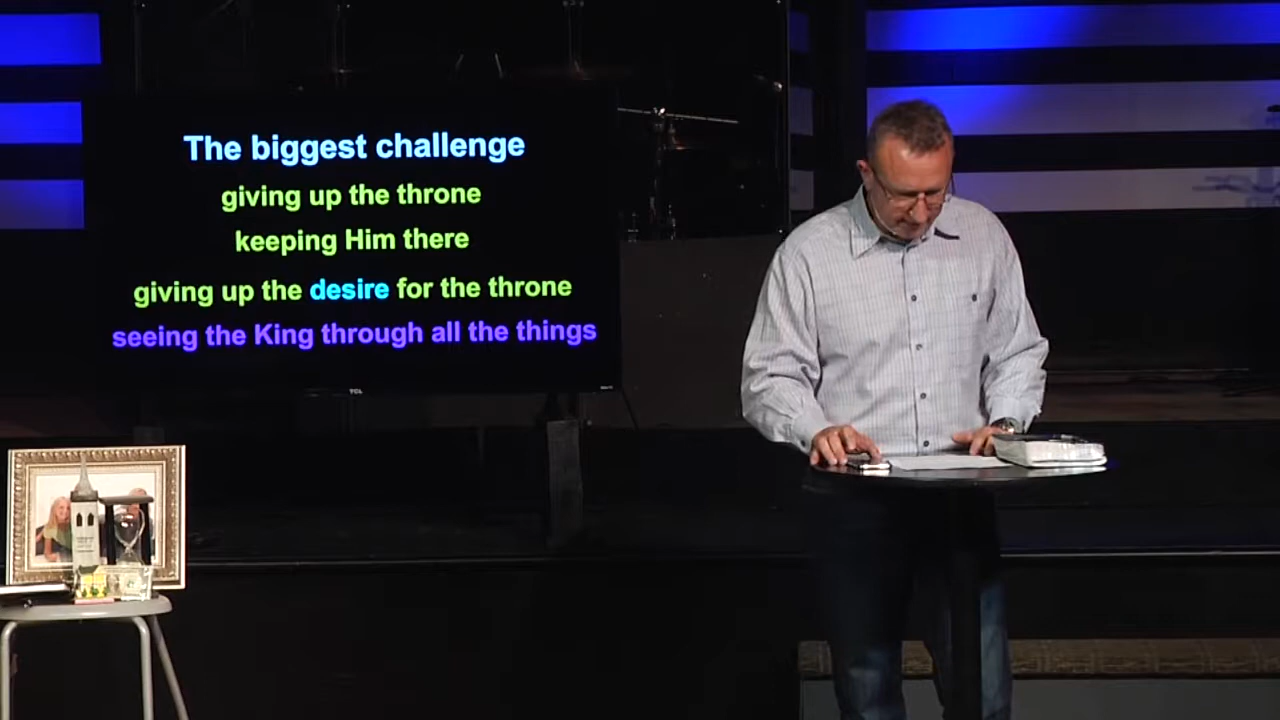 The biggest challenge
giving up the throne
keeping Him there
giving up the desire for the throne
seeing the King through all the things
TCL